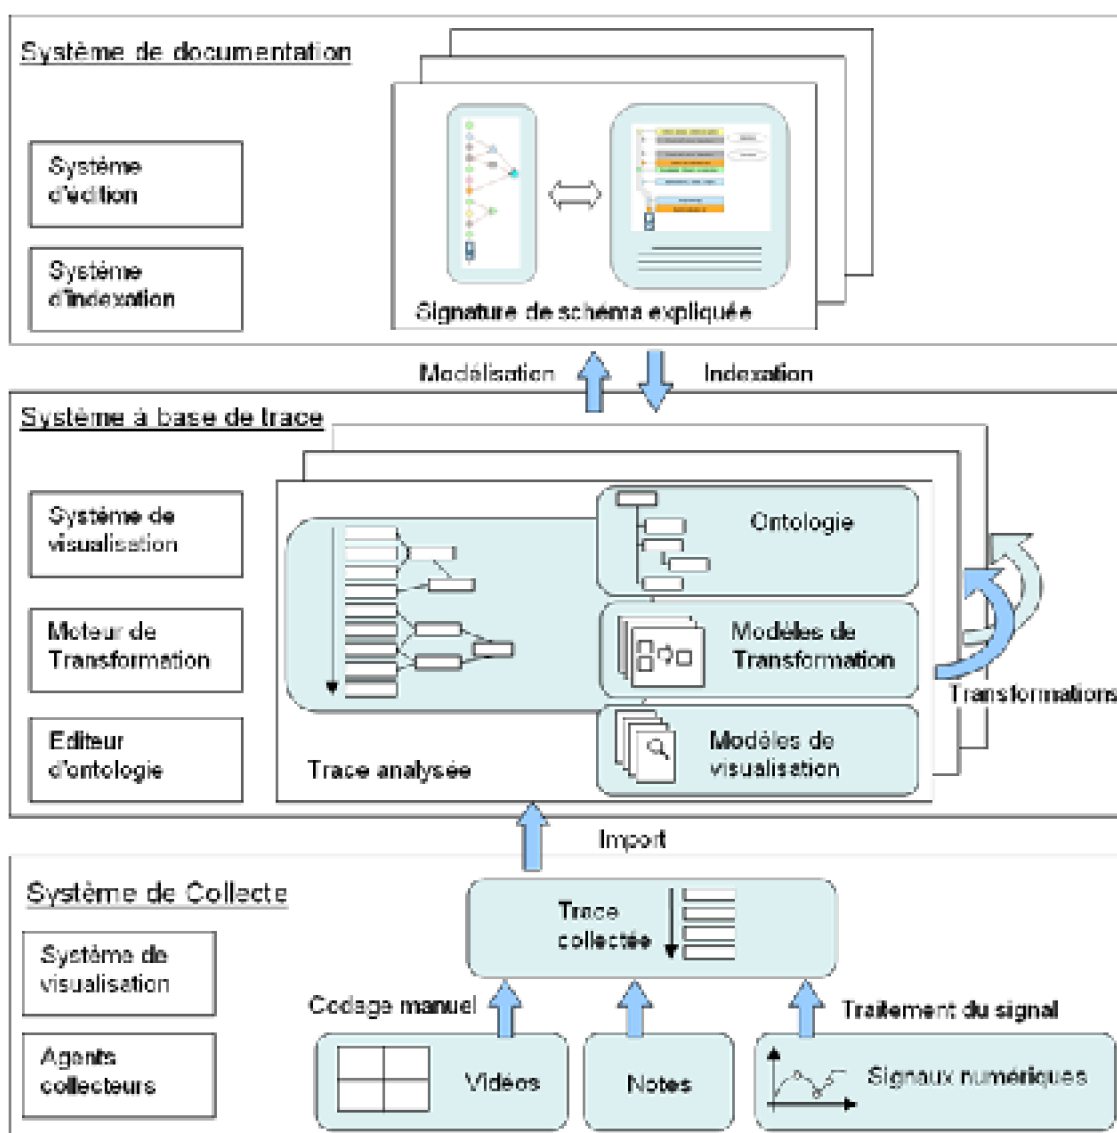 Système de documentation
Système
d'édition
Système
d'indexation
Signature de schéma expliquée
Modélisation
Indexation
Système à base de trace
Système de
visualisation
Moteur de
Transformation
Editeur
d'ontologie
Trace analysée
Ontologie
Modèles de
Transformation
Modèles de
visualisation
Transformations
Import
Système de Collecte
Système de
visualisation
Agents
collecteurs
Trace
collectée
Codage manuel
Traitement du signal
Vidéos
Notes
Signaux numériques